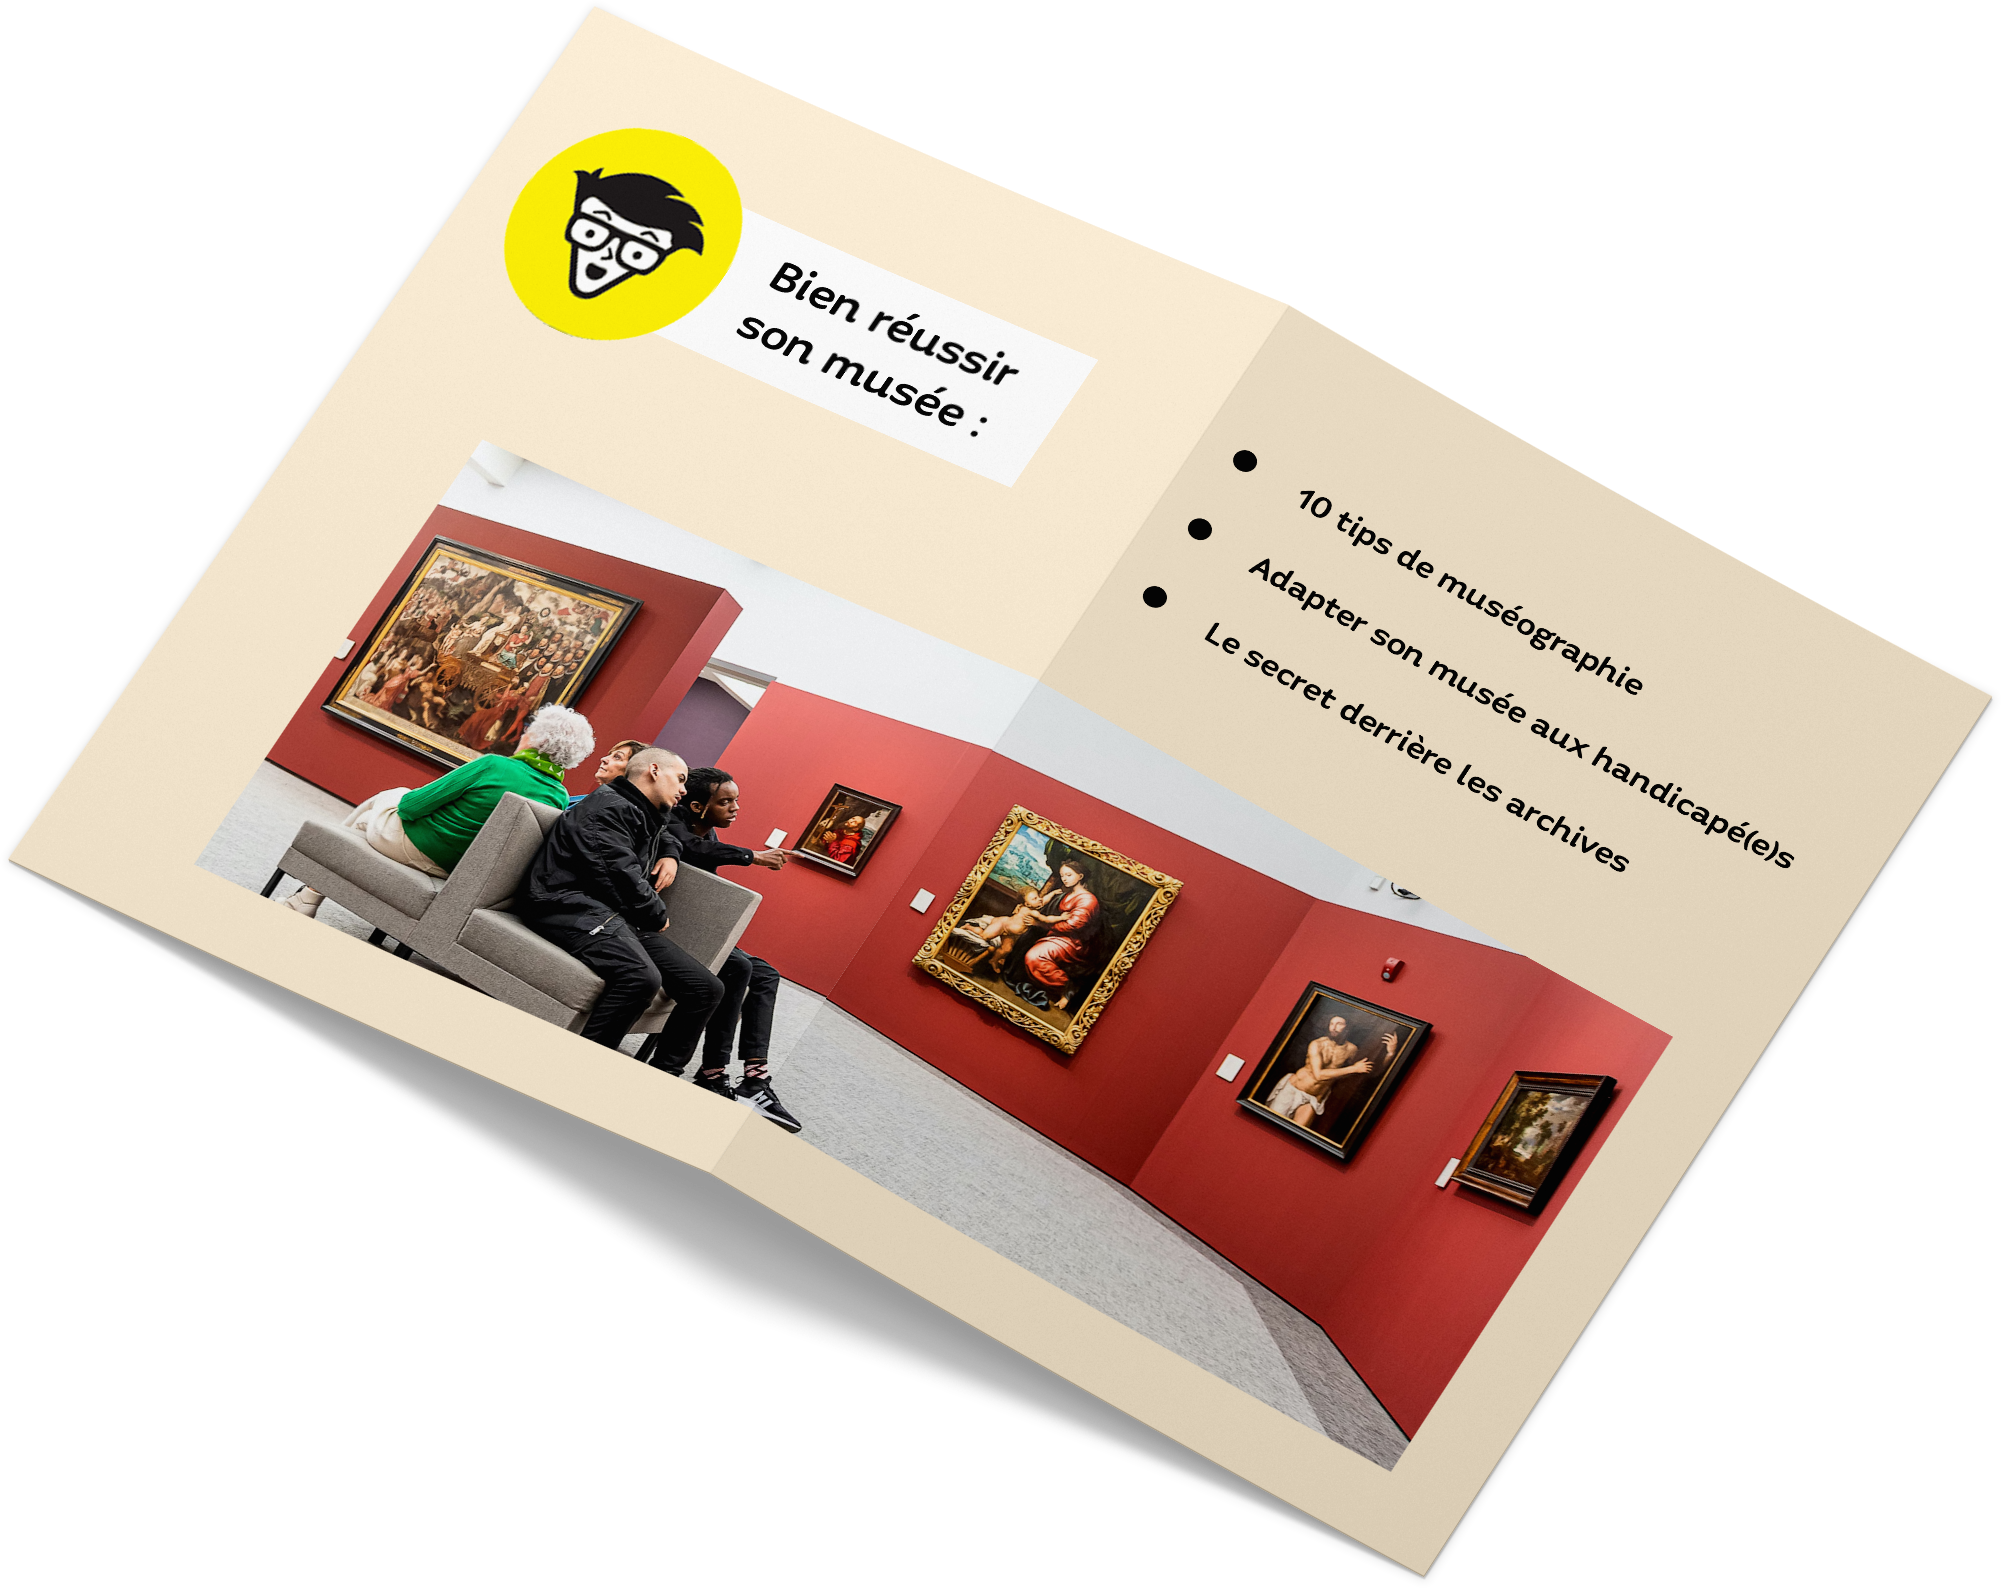 Bien réussir
son musée :
10 tips de muséographie
Adapter son musée aux handicapé(e)s
Le secret derrière les archives